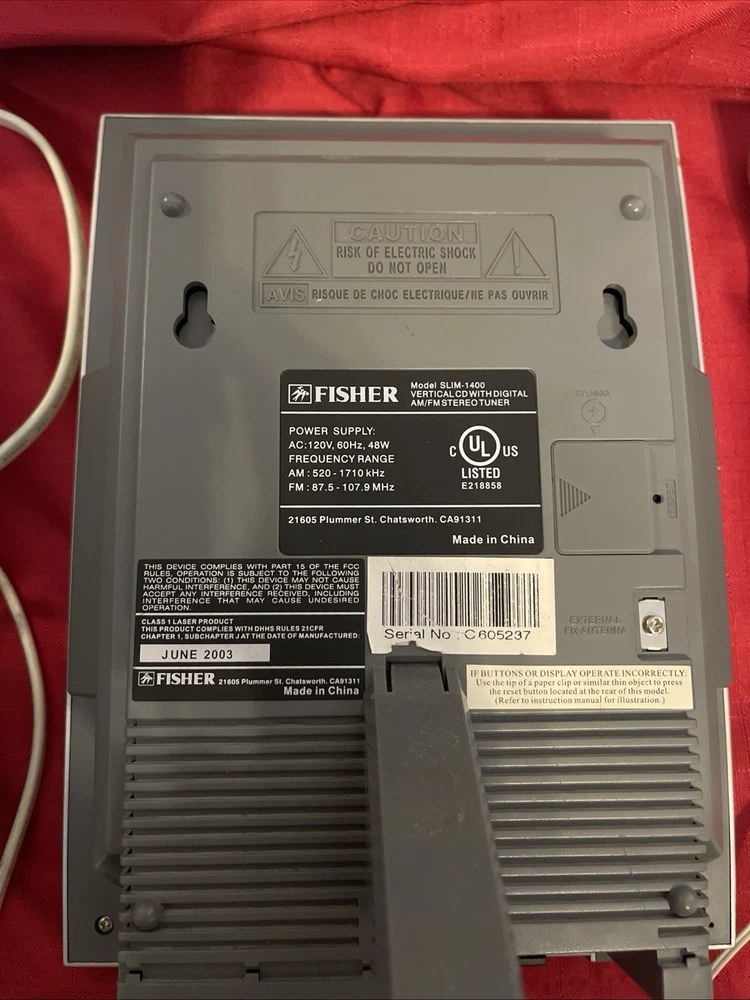 CAUTION
RISK OF ELECTRIC SHOCK
DO NOT OPEN
AVIS RISQUE DE CHOC ELECTRIQUE/NE PAS OUVRIR
FISHER
Model SLIM-1400
VERTICAL CD WITH DIGITAL
AM/FM STEREO TUNER
POWER SUPPLY:
AC:120V, 60Hz, 48W
FREQUENCY RANGE
AM : 520 - 1710 kHz
FM : 87.5 - 107.9 MHz
C UL US
LISTED
E218858
21605 Plummer St. Chatsworth. CA91311
Made in China
THIS DEVICE COMPLIES WITH PART 15 OF THE FCC
RULES, OPERATION IS SUBJECT TO THE FOLLOWING
TWO CONDITIONS: (1) THIS DEVICE MAY NOT CAUSE
HARMFUL INTERFERENCE, AND (2) THIS DEVICE MUST
ACCEPT ANY INTERFERENCE RECEIVED, INCLUDING
INTERFERENCE THAT MAY CAUSE UNDESIRED
OPERATION.
CLASS 1 LASER PRODUCT
THIS PRODUCT COMPLIES WITH DHHS RULES 21CFR
CHAPTER 1, SUBCHAPTER J AT THE DATE OF MANUFACTURED:
JUNE 2003
FISHER 21605 Plummer St. Chatsworth. CA91311
Made in China
Serial No : C605237
EXTERNAL
FM ANTENNA
IF BUTTONS OR DISPLAY OPERATE INCORRECTLY:
Use the tip of a paper clip or similar thin object to press
the reset button located at the rear of this model.
(Refer to instruction manual for illustration.)